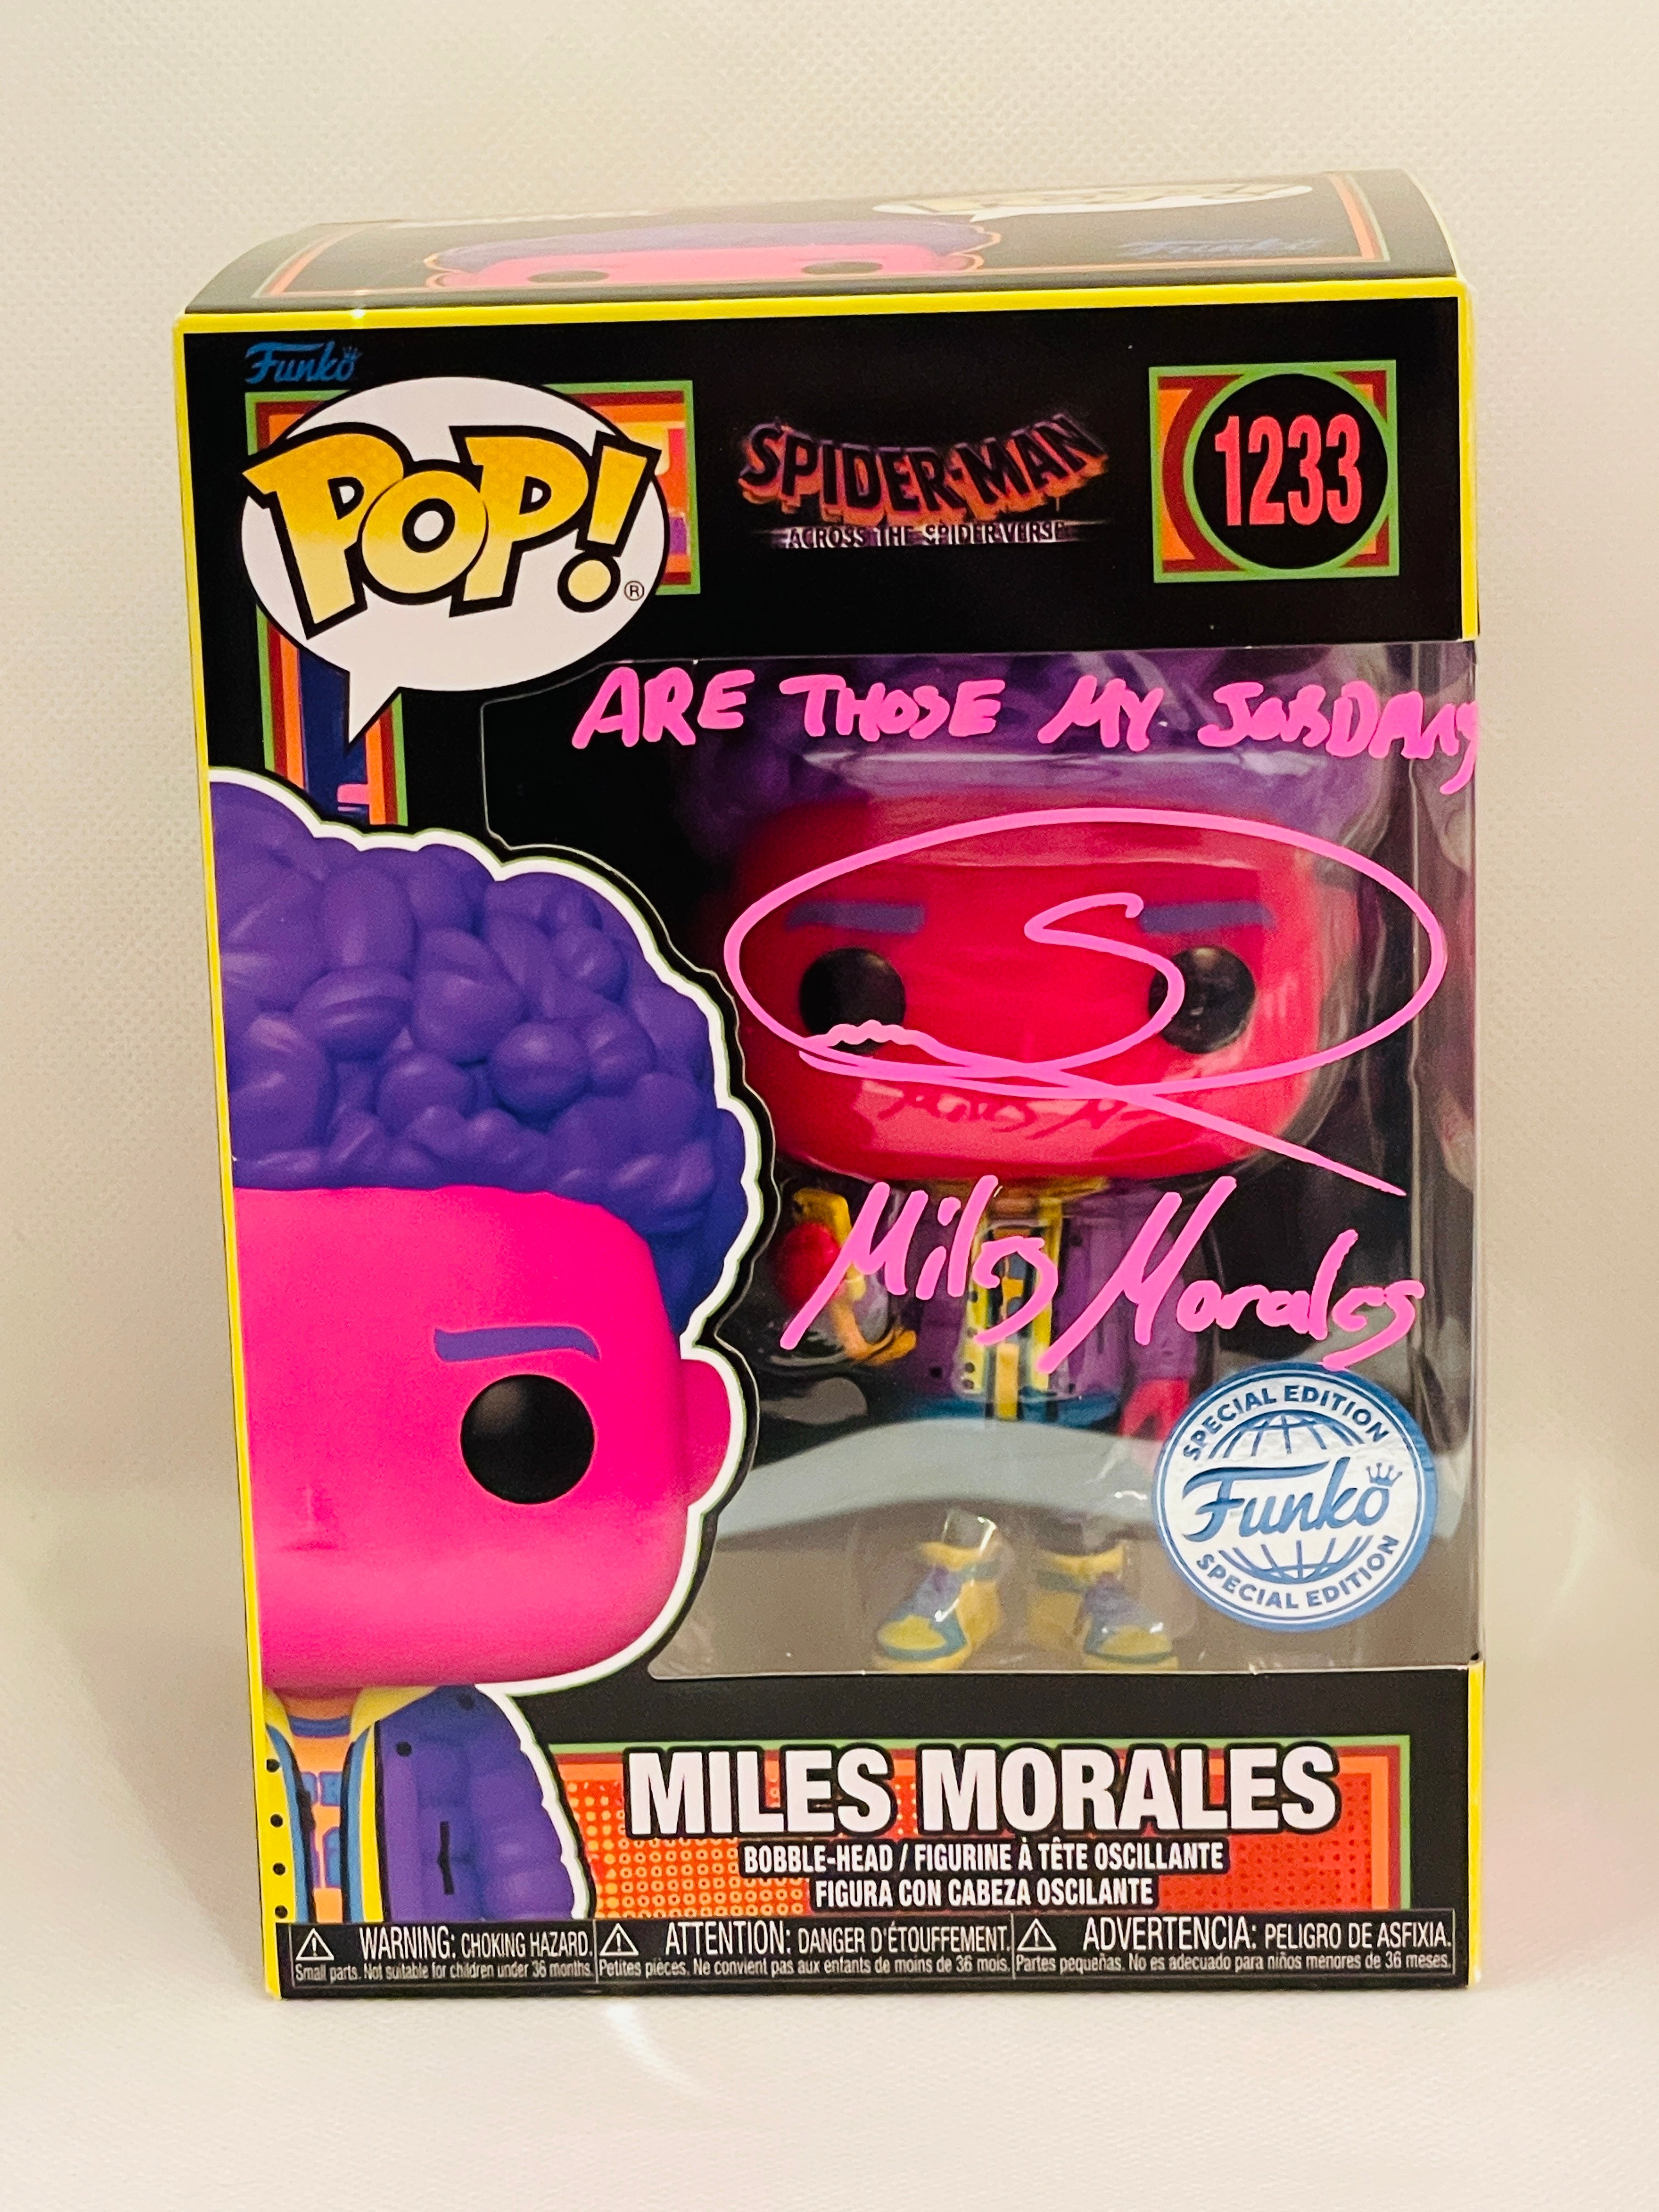 Funko
POP! ®
SPIDER-MAN
ACROSS THE SPIDER-VERSE
1233
ARE THOSE MY JORDANS
Miles Morales
SPECIAL EDITION
Funko
SPECIAL EDITION
MILES MORALES
BOBBLE-HEAD / FIGURINE À TÊTE OSCILLANTE
FIGURA CON CABEZA OSCILANTE
WARNING: CHOKING HAZARD.
Small parts. Not suitable for children under 36 months.
ATTENTION: DANGER D'ÉTOUFFEMENT.
Petites pièces. Ne convient pas aux enfants de moins de 36 mois.
ADVERTENCIA: PELIGRO DE ASFIXIA.
Partes pequeñas. No es adecuado para niños menores de 36 meses.